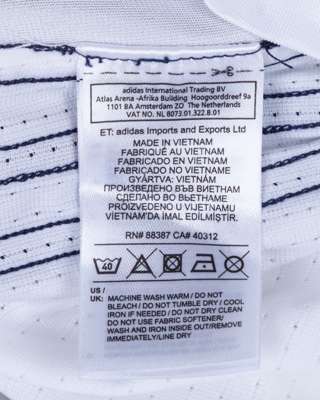 adidas International Trading BV
Atlas Arena -Afrika Building Hoogoorddreef 9a
1101 BA Amsterdam ZO The Netherlands
VAT NO. NL 8073.01.322.B.01
ET: adidas Imports and Exports Ltd
MADE IN VIETNAM
FABRIQUÉ AU VIETNAM
FABRICADO EN VIETNAM
FABRICADO NO VIETNAME
GYÁRTVA: VIETNÁM
ПРОИЗВЕДЕНО ВЪВ ВИЕТНАМ
СДЕЛАНО ВО ВЬЕТНАМЕ
PROIZVEDENO U VIJETNAMU
VIETNAM'DA IMAL EDİLMİŞTİR.
RN# 88387 CA# 40312
40
US /
UK: MACHINE WASH WARM / DO NOT
BLEACH / DO NOT TUMBLE DRY / COOL
IRON IF NEEDED / DO NOT DRY CLEAN
DO NOT USE FABRIC SOFTENER/
WASH AND IRON INSIDE OUT/REMOVE
IMMEDIATELY/LINE DRY